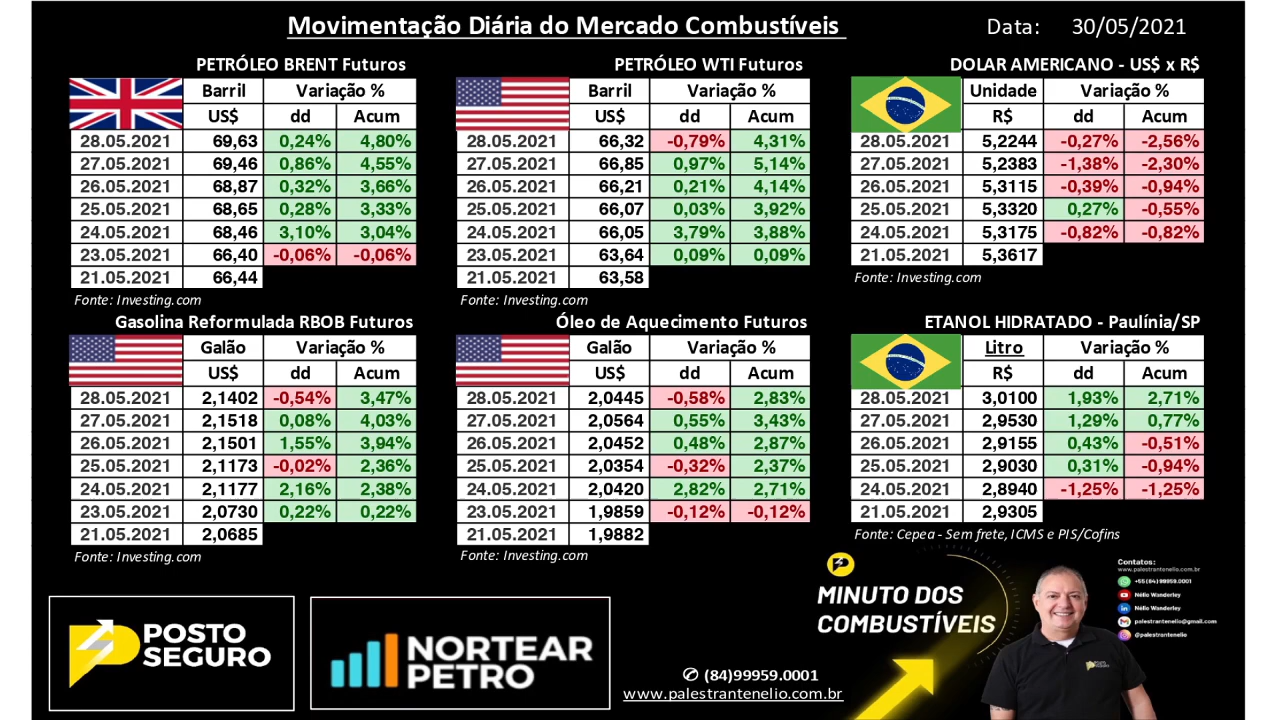 Movimentação Diária do Mercado Combustíveis Data: 30/05/2021
PETRÓLEO BRENT Futuros
Barril Variação %
US$ dd Acum
28.05.2021 69,63 0,24% 4,80%
27.05.2021 69,46 0,86% 4,55%
26.05.2021 68,87 0,32% 3,66%
25.05.2021 68,65 0,28% 3,33%
24.05.2021 68,46 3,10% 3,04%
23.05.2021 66,40 -0,06% -0,06%
21.05.2021 66,44
Fonte: Investing.com
PETRÓLEO WTI Futuros
Barril Variação %
US$ dd Acum
28.05.2021 66,32 -0,79% 4,31%
27.05.2021 66,85 0,97% 5,14%
26.05.2021 66,21 0,21% 4,14%
25.05.2021 66,07 0,03% 3,92%
24.05.2021 66,05 3,79% 3,88%
23.05.2021 63,64 0,09% 0,09%
21.05.2021 63,58
Fonte: Investing.com
DOLAR AMERICANO - US$ x R$
Unidade Variação %
R$ dd Acum
28.05.2021 5,2244 -0,27% -2,56%
27.05.2021 5,2383 -1,38% -2,30%
26.05.2021 5,3115 -0,39% -0,94%
25.05.2021 5,3320 0,27% -0,55%
24.05.2021 5,3175 -0,82% -0,82%
21.05.2021 5,3617
Fonte: Investing.com
Gasolina Reformulada RBOB Futuros
Galão Variação %
US$ dd Acum
28.05.2021 2,1402 -0,54% 3,47%
27.05.2021 2,1518 0,08% 4,03%
26.05.2021 2,1501 1,55% 3,94%
25.05.2021 2,1173 -0,02% 2,36%
24.05.2021 2,1177 2,16% 2,38%
23.05.2021 2,0730 0,22% 0,22%
21.05.2021 2,0685
Fonte: Investing.com
Óleo de Aquecimento Futuros
Galão Variação %
US$ dd Acum
28.05.2021 2,0445 -0,58% 2,83%
27.05.2021 2,0564 0,55% 3,43%
26.05.2021 2,0452 0,48% 2,87%
25.05.2021 2,0354 -0,32% 2,37%
24.05.2021 2,0420 2,82% 2,71%
23.05.2021 1,9859 -0,12% -0,12%
21.05.2021 1,9882
Fonte: Investing.com
ETANOL HIDRATADO - Paulínia/SP
Litro Variação %
R$ dd Acum
28.05.2021 3,0100 1,93% 2,71%
27.05.2021 2,9530 1,29% 0,77%
26.05.2021 2,9155 0,43% -0,51%
25.05.2021 2,9030 0,31% -0,94%
24.05.2021 2,8940 -1,25% -1,25%
21.05.2021 2,9305
Fonte: Cepea - Sem frete, ICMS e PIS/Cofins
POSTO
SEGURO
NORTEAR
PETRO
✆ (84)99959.0001
www.palestrantenelio.com.br
MINUTO DOS
COMBUSTÍVEIS
Contatos:
www.palestrantenelio.com.br
+55(84)99959.0001
Nélio Wanderley
Nélio Wanderley
palestrantenelio@gmail.com
@palestrantenelio
POSTO
SEGURO